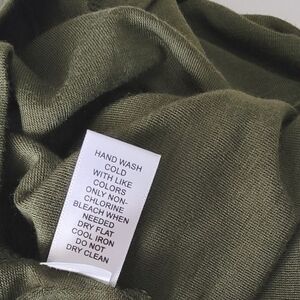 HAND WASH
COLD
WITH LIKE
COLORS
ONLY NON-
CHLORINE
BLEACH WHEN
NEEDED
DRY FLAT
COOL IRON
DO NOT
DRY CLEAN